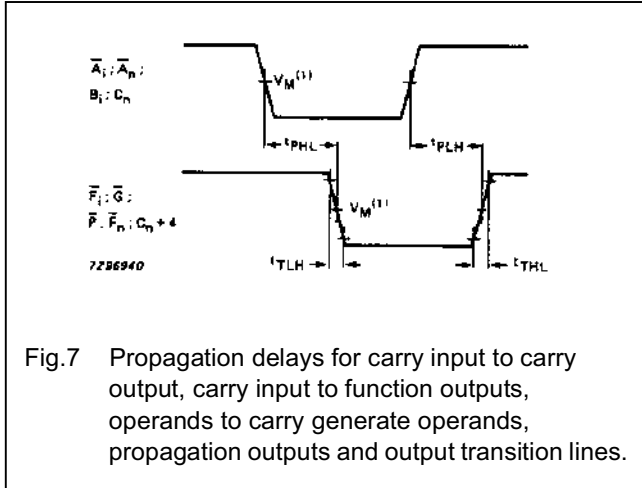 A̅i ; A̅n ;
Bi ; Cn
VM(1)
tPHL
tPLH
F̅i ; G̅ ;
P̅ . F̅n ; Cn + 4
VM(1)
7Z96940
tTLH
tTHL
Fig.7 Propagation delays for carry input to carry
output, carry input to function outputs,
operands to carry generate operands,
propagation outputs and output transition lines.